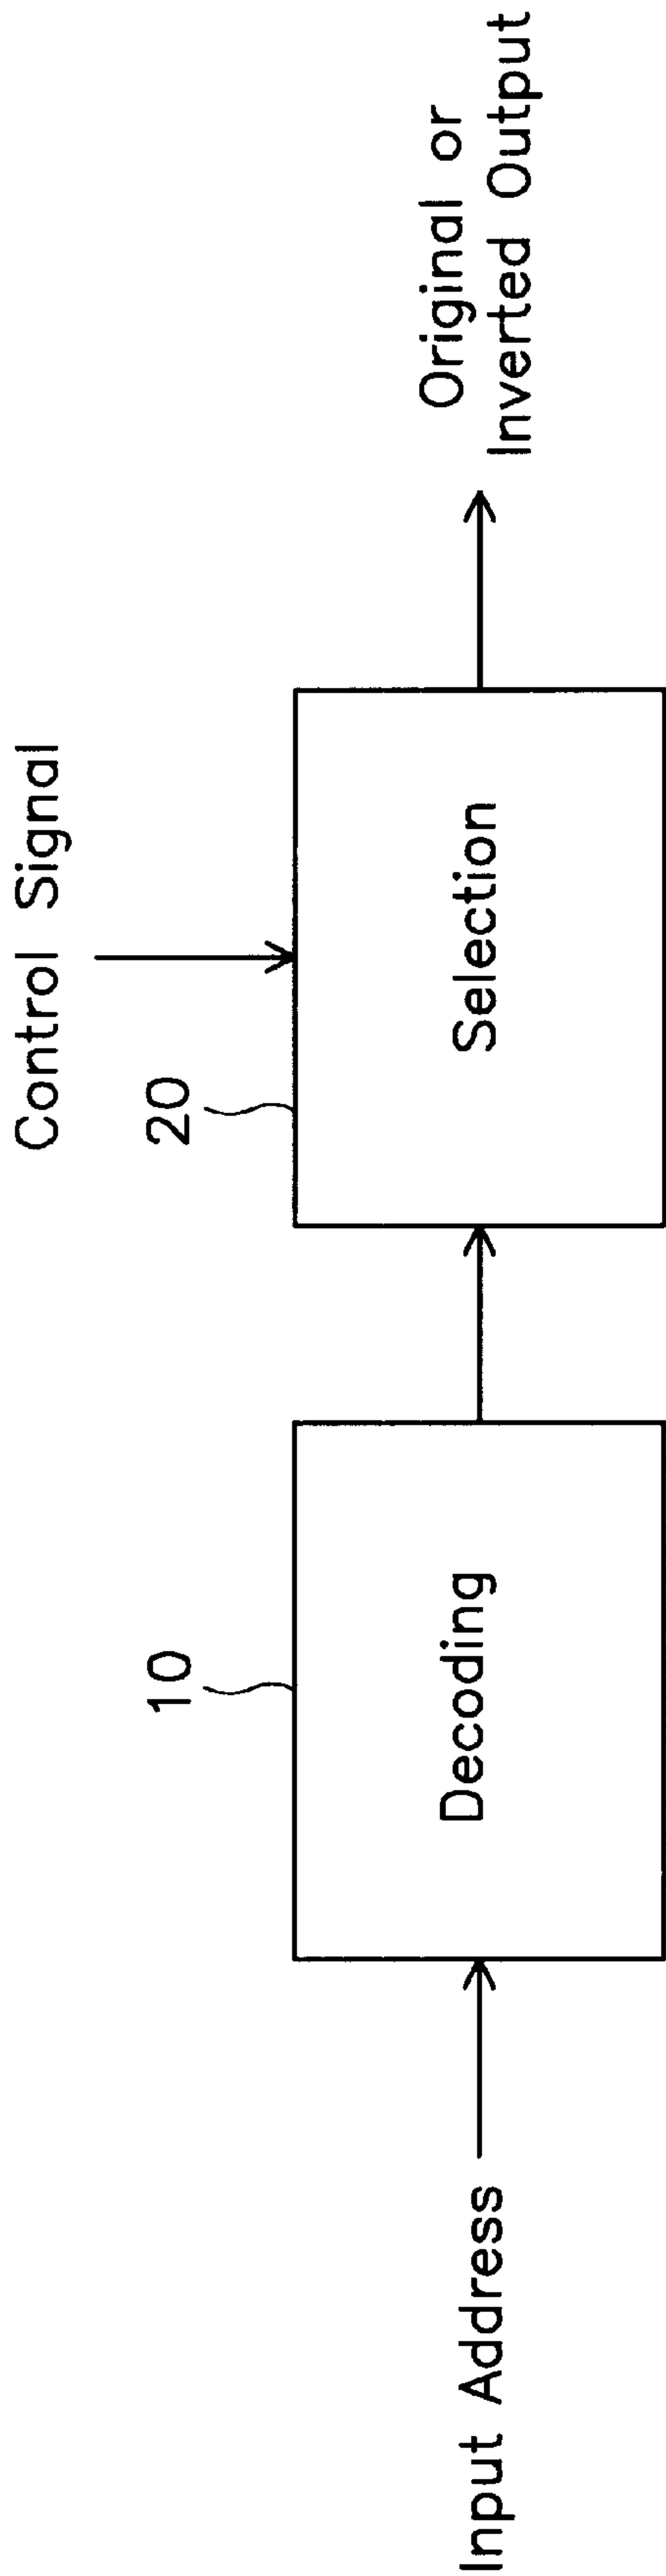 Control Signal
10
20
Input Address
Decoding
Selection
Original or
Inverted Output